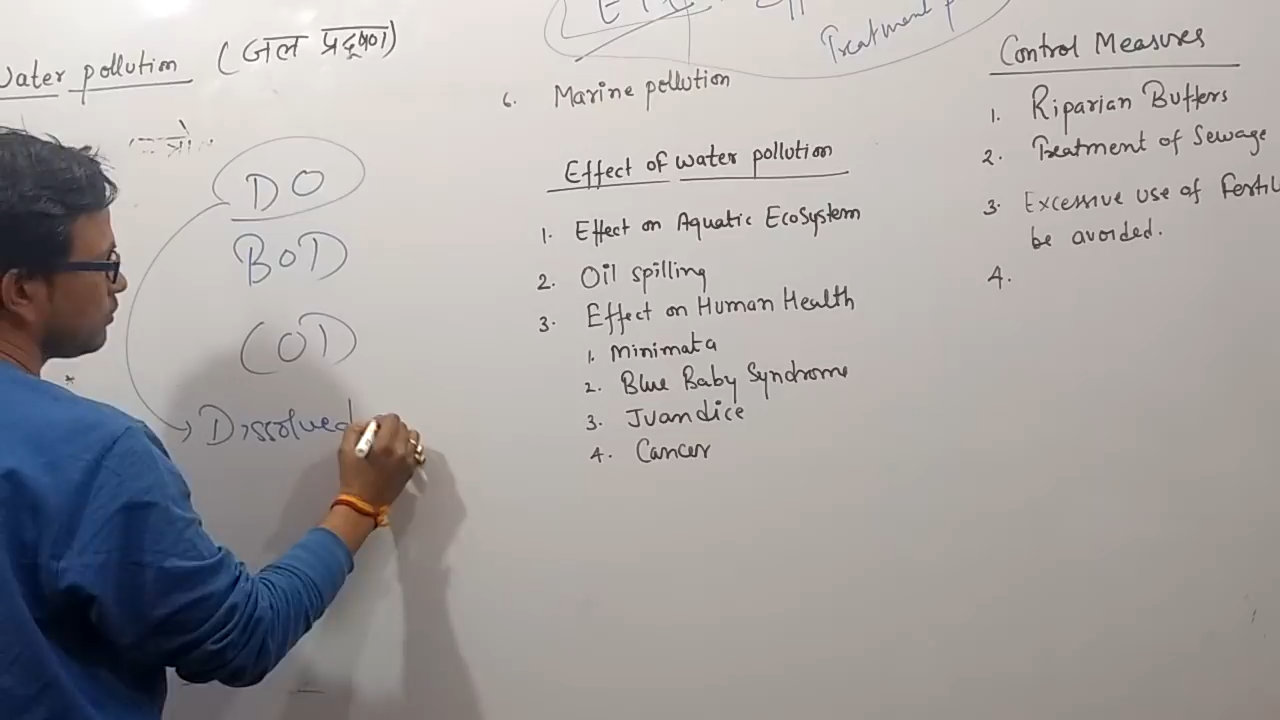 Water pollution (जल प्रदूषण)
DO
BOD
COD
Dissolved
Treatment
6. Marine pollution
Effect of water pollution
1. Effect on Aquatic EcoSystem
2. Oil spilling
3. Effect on Human Health
1. Minimata
2. Blue Baby Syndrome
3. Juandice
4. Cancer
Control Measures
1. Riparian Buffers
2. Treatment of Sewage
3. Excessive use of Fertil
be avoided.
4.